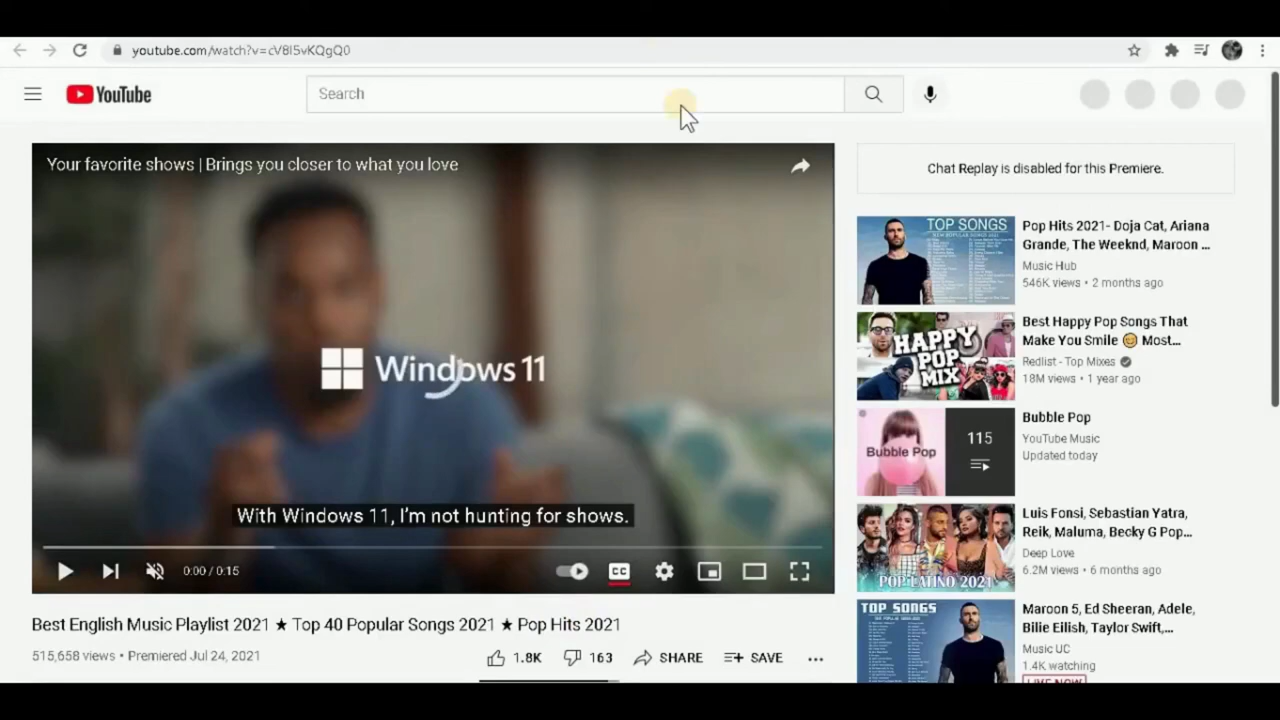 youtube.com/watch?v=cV8I5vKQgQ0
YouTube
Search
Your favorite shows | Brings you closer to what you love
Windows 11
With Windows 11, I'm not hunting for shows.
0:00 / 0:15
CC
Best English Music Playlist 2021 ★ Top 40 Popular Songs 2021 ★ Pop Hits 2021
515,658 views • Premiered Jul 24, 2021
1.8K
163
SHARE
SAVE
Chat Replay is disabled for this Premiere.
TOP SONGS
Pop Hits 2021- Doja Cat, Ariana
Grande, The Weeknd, Maroon ...
Music Hub
546K views • 2 months ago
HAPPY
POP
MIX
Best Happy Pop Songs That
Make You Smile 😊 Most...
Redlist - Top Mixes
18M views • 1 year ago
Bubble Pop
115
Bubble Pop
YouTube Music
Updated today
POP LATINO 2021
Luis Fonsi, Sebastian Yatra,
Reik, Maluma, Becky G Pop...
Deep Love
6.2M views • 6 months ago
TOP SONGS
Maroon 5, Ed Sheeran, Adele,
Bilie Eilish, Taylor Swift,...
Music UC
1.4K watching
LIVE NOW